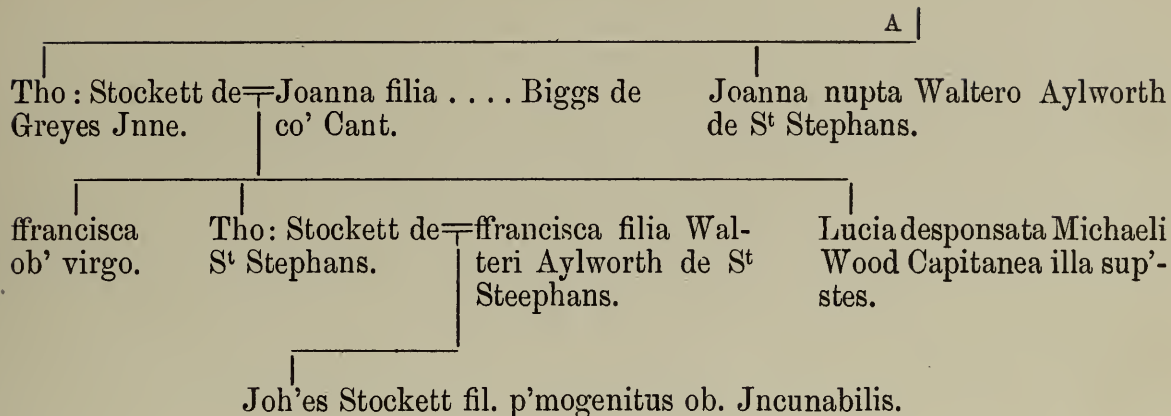 A
Tho : Stockett de
Greyes Jnne.
Joanna filia . . . . Biggs de
co' Cant.
Joanna nupta Waltero Aylworth
de Sᵗ Stephans.
ffrancisca
ob' virgo.
Tho: Stockett de
Sᵗ Stephans.
ffrancisca filia Wal-
teri Aylworth de Sᵗ
Steephans.
Lucia desponsata Michaeli
Wood Capitanea illa sup'-
stes.
Joh'es Stockett fil. p'mogenitus ob. Jncunabilis.